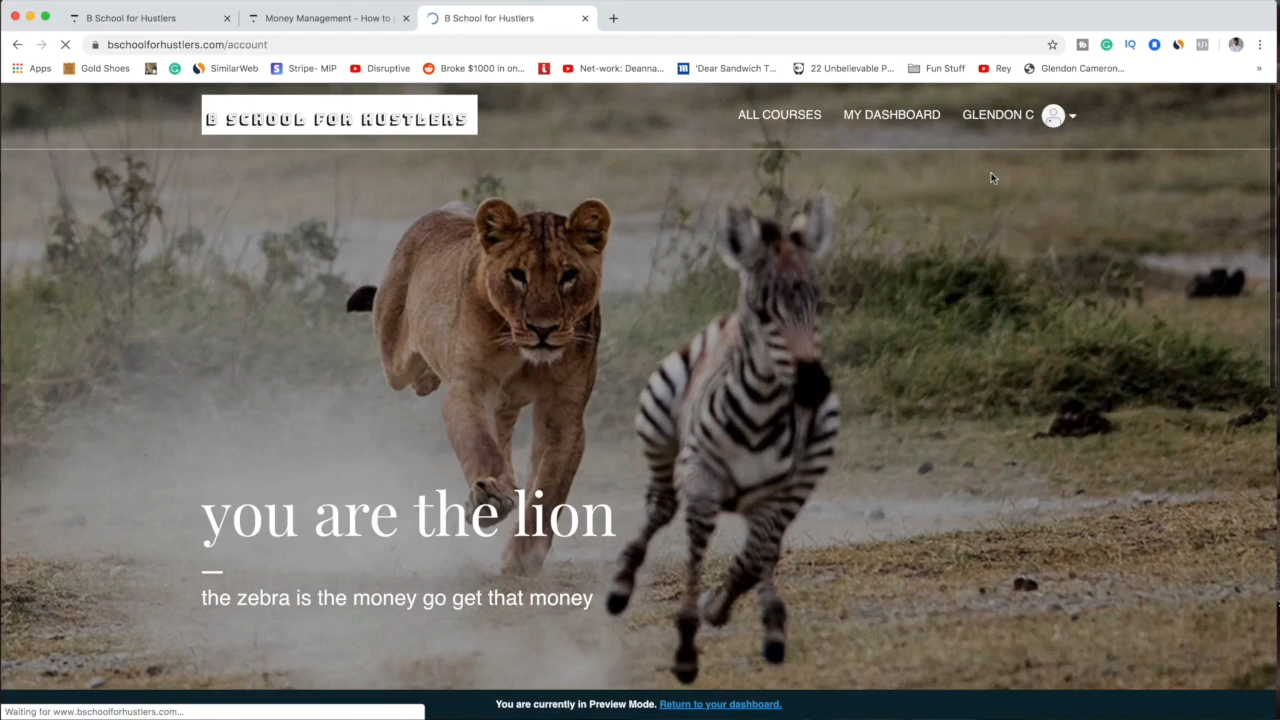 B School for Hustlers
Money Management - How to
B School for Hustlers
bschoolforhustlers.com/account
Apps
Gold Shoes
SimilarWeb
Stripe- MIP
Disruptive
Broke $1000 in on...
Net-work: Deanna...
'Dear Sandwich T...
22 Unbelievable P...
Fun Stuff
Rey
Glendon Cameron...
»
B SCHOOL FOR HUSTLERS
ALL COURSES
MY DASHBOARD
GLENDON C
you are the lion
the zebra is the money go get that money
You are currently in Preview Mode. Return to your dashboard.
Waiting for www.bschoolforhustlers.com...